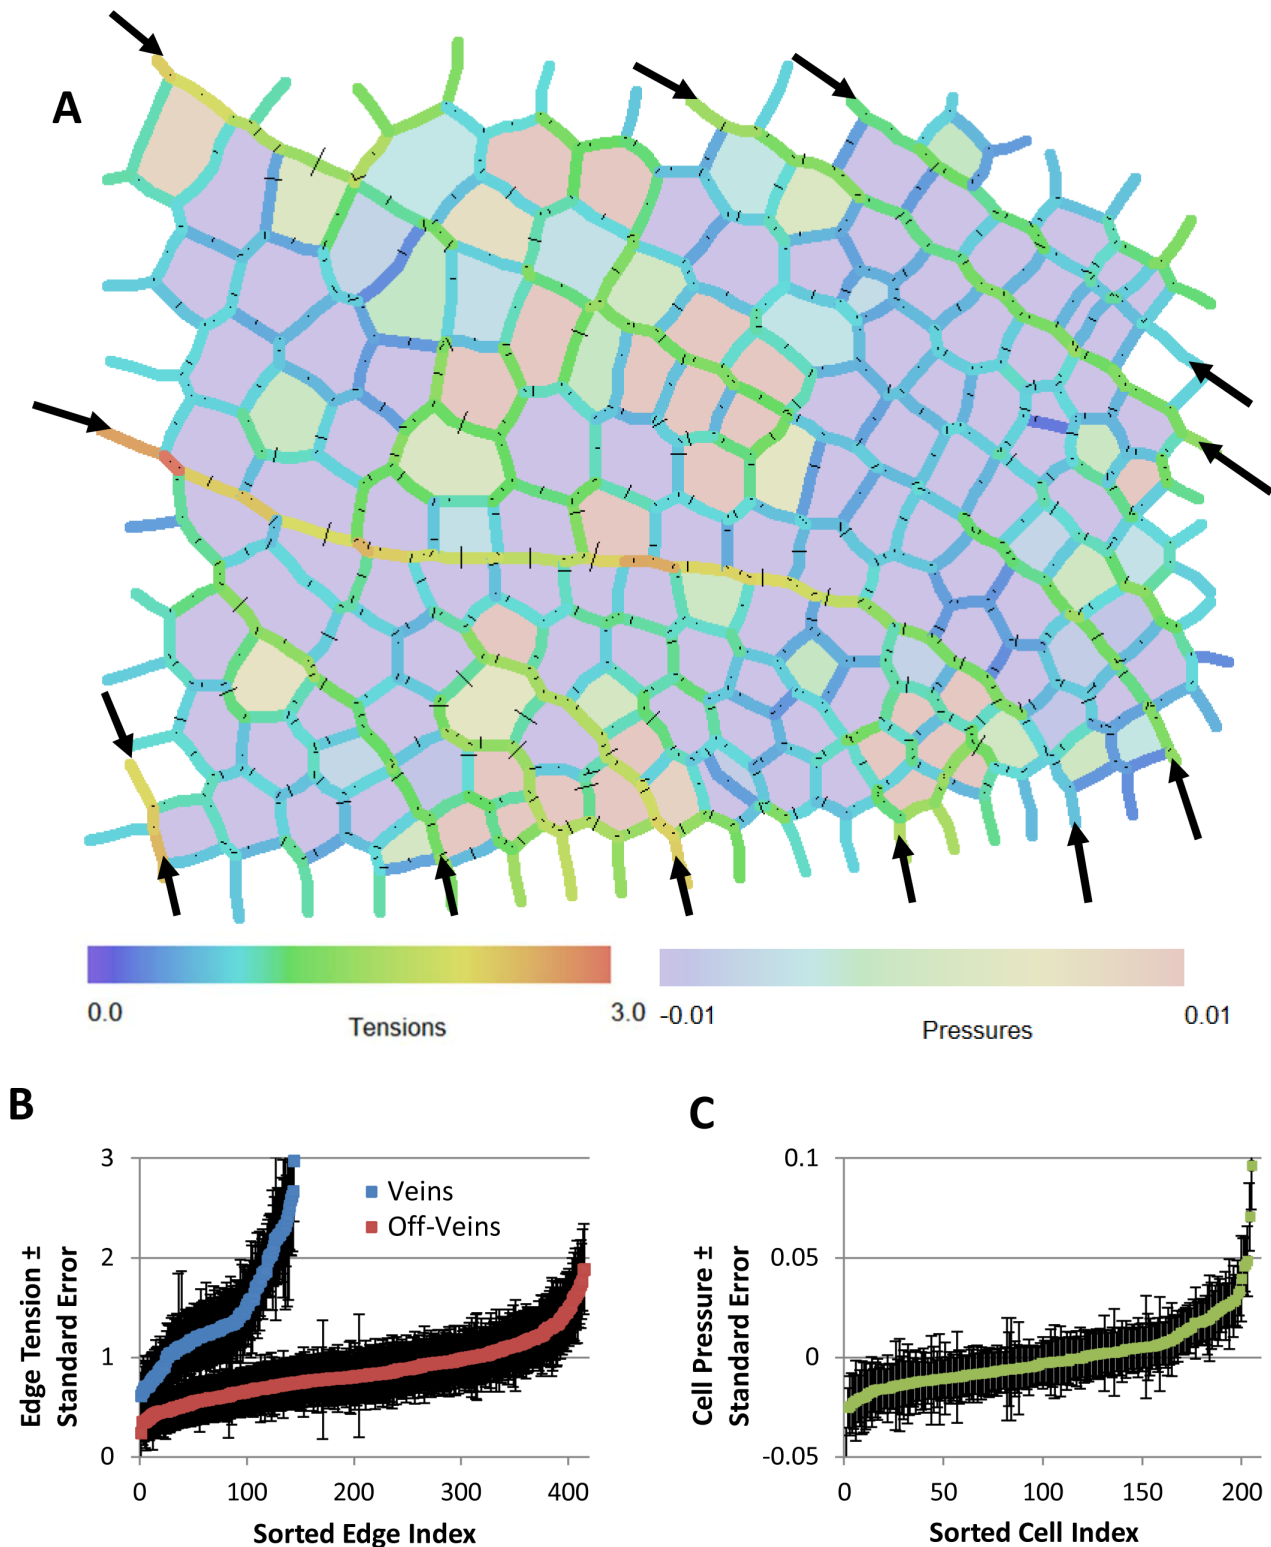 A
0.0
Tensions
3.0
-0.01
Pressures
0.01
B
Edge Tension ±
Standard Error
3
2
1
0
Veins
Off-Veins
0
100
200
300
400
Sorted Edge Index
C
Cell Pressure ±
Standard Error
0.1
0.05
0
-0.05
0
50
100
150
200
Sorted Cell Index